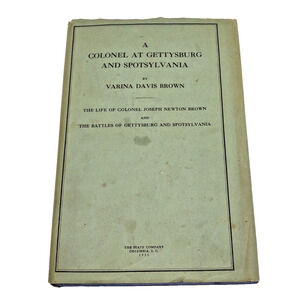 A
COLONEL AT GETTYSBURG
AND SPOTSYLVANIA
BY
VARINA DAVIS BROWN
THE LIFE OF COLONEL JOSEPH NEWTON BROWN
AND
THE BATTLES OF GETTYSBURG AND SPOTSYLVANIA
THE STATE COMPANY
COLUMBIA, S. C.
1931